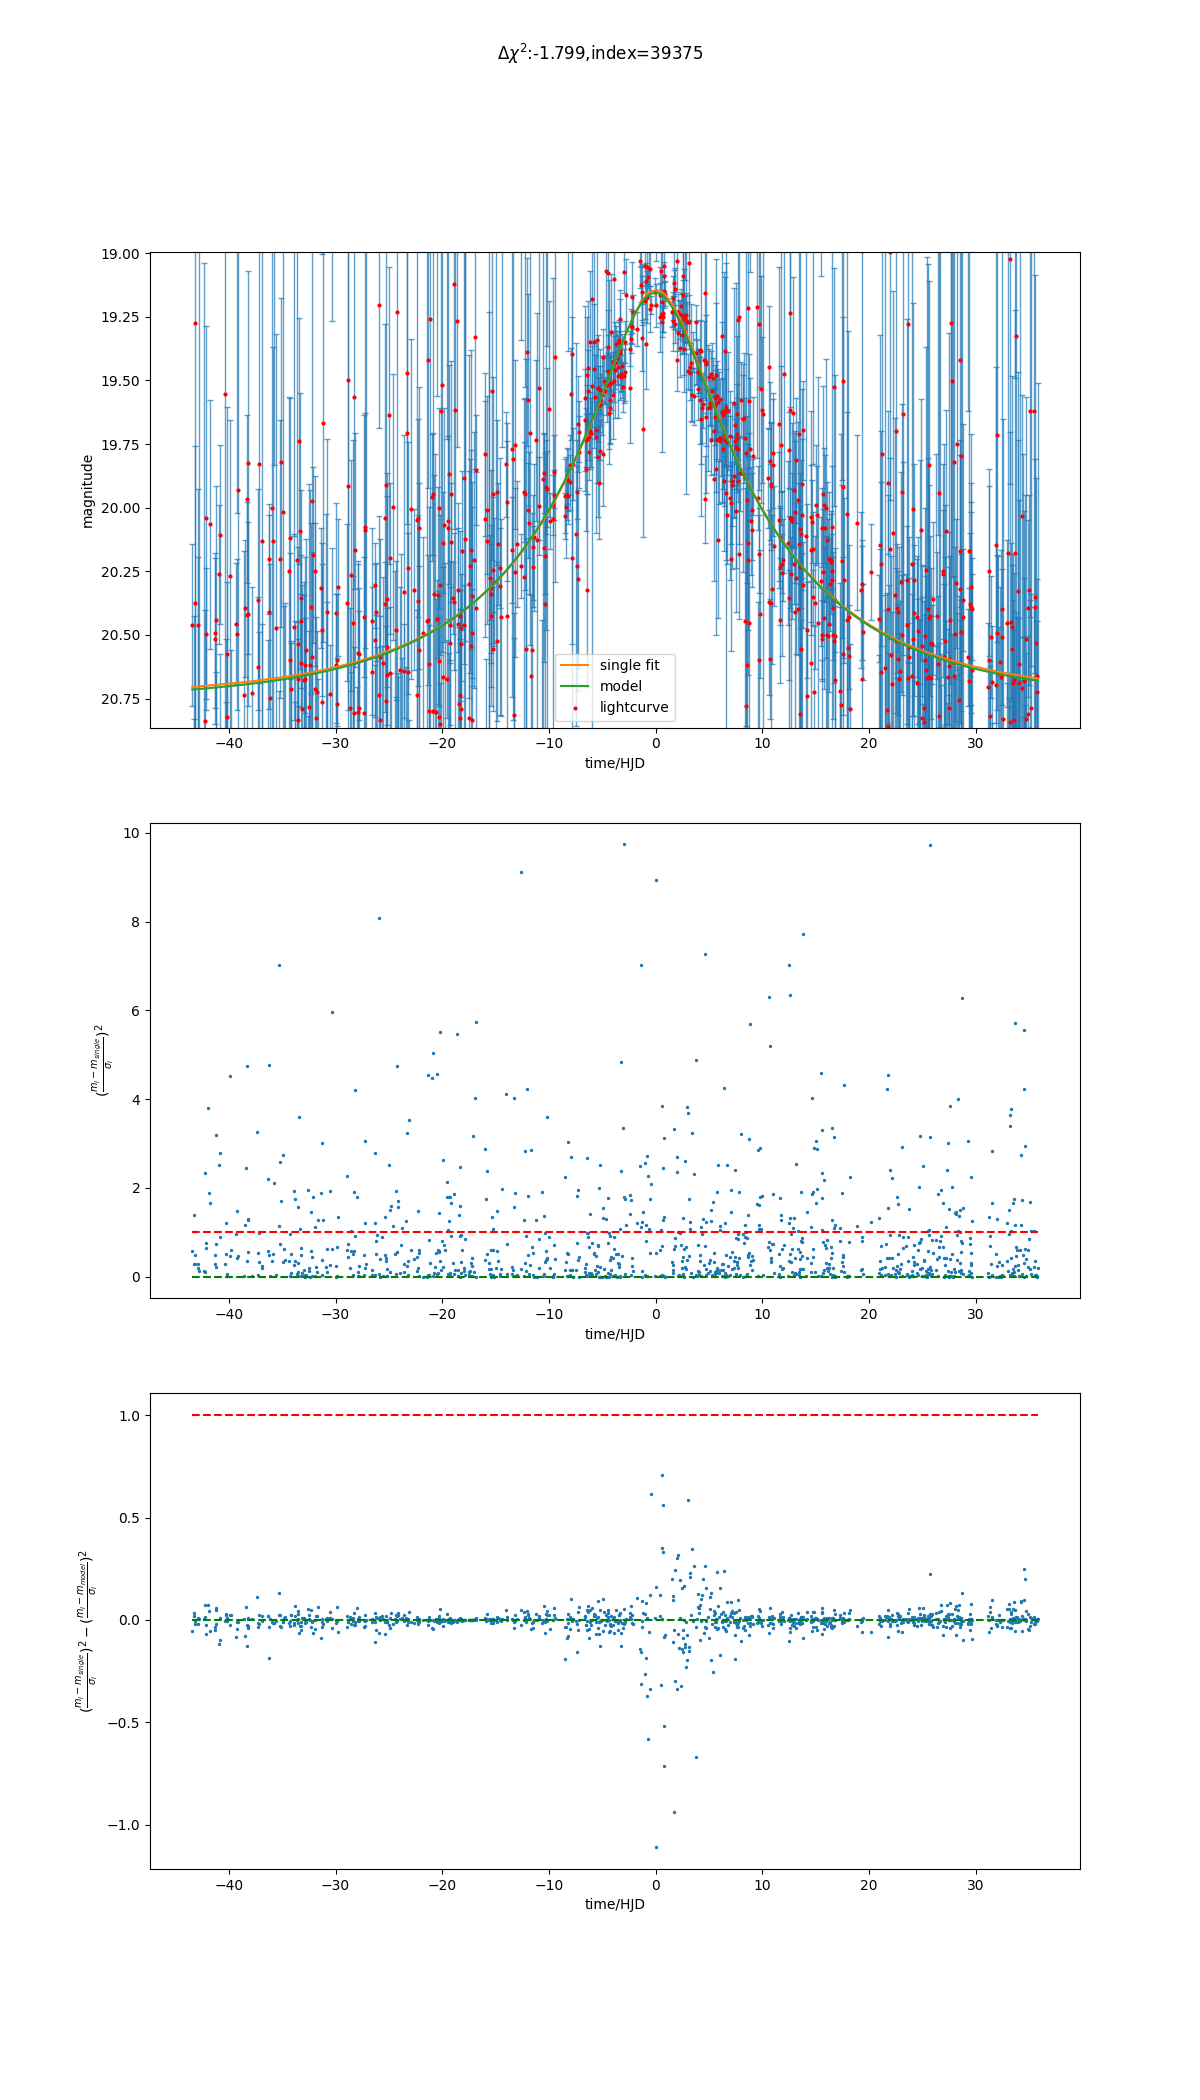 Δχ²:-1.799,index=39375
19.00
19.25
19.50
19.75
20.00
20.25
20.50
20.75
magnitude
single fit
model
lightcurve
−40 −30 −20 −10 0 10 20 30
time/HJD
10
8
6
4
2
0
(m_i − m_single / σ_i)²
−40 −30 −20 −10 0 10 20 30
time/HJD
1.0
0.5
0.0
−0.5
−1.0
(m_i − m_single / σ_i)² − (m_i − m_model / σ_i)²
−40 −30 −20 −10 0 10 20 30
time/HJD